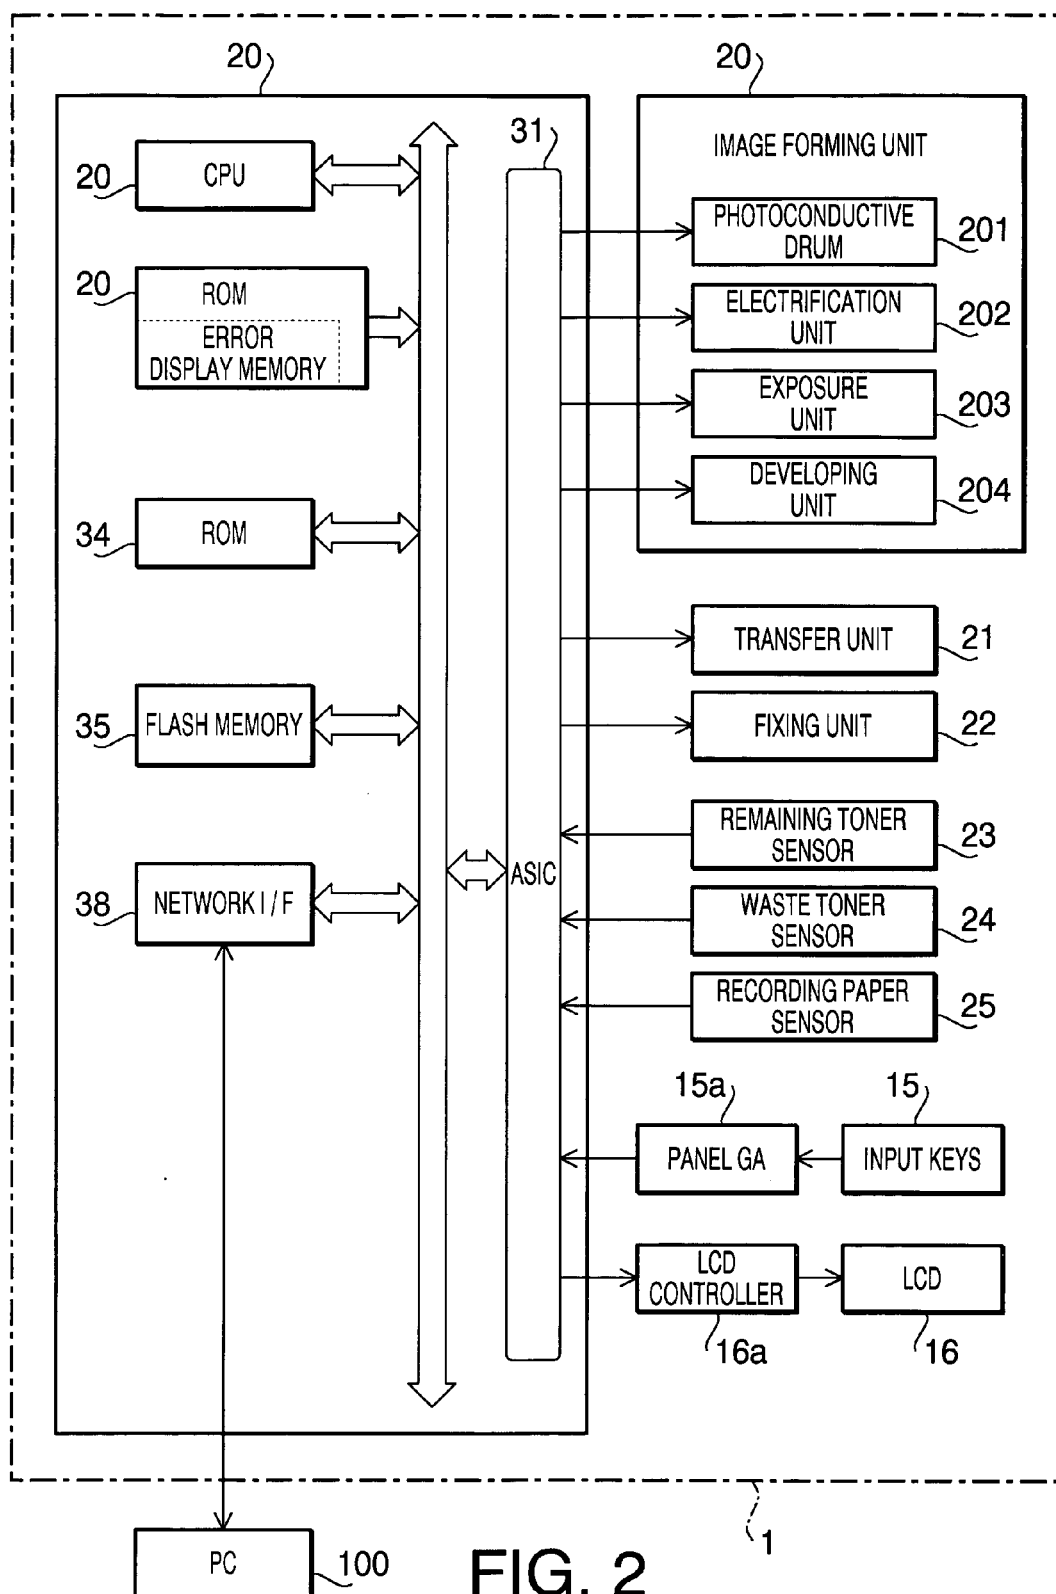 20
20
31
IMAGE FORMING UNIT
CPU
20
PHOTOCONDUCTIVE
DRUM
201
20
ROM
ERROR
DISPLAY MEMORY
ELECTRIFICATION
UNIT
202
EXPOSURE
UNIT
203
DEVELOPING
UNIT
204
34
ROM
TRANSFER UNIT
21
35
FLASH MEMORY
FIXING UNIT
22
REMAINING TONER
SENSOR
23
38
NETWORK I / F
ASIC
WASTE TONER
SENSOR
24
RECORDING PAPER
SENSOR
25
15a
15
PANEL GA
INPUT KEYS
LCD
CONTROLLER
LCD
16a
16
1
PC
100
FIG. 2